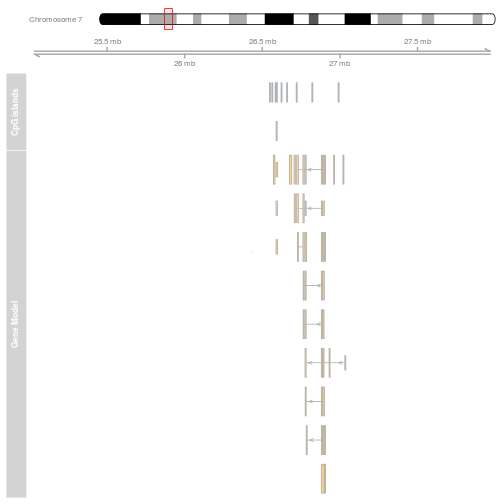 Chromosome 7
25.5 mb
26.5 mb
27.5 mb
26 mb
27 mb
CpG islands
Gene Model